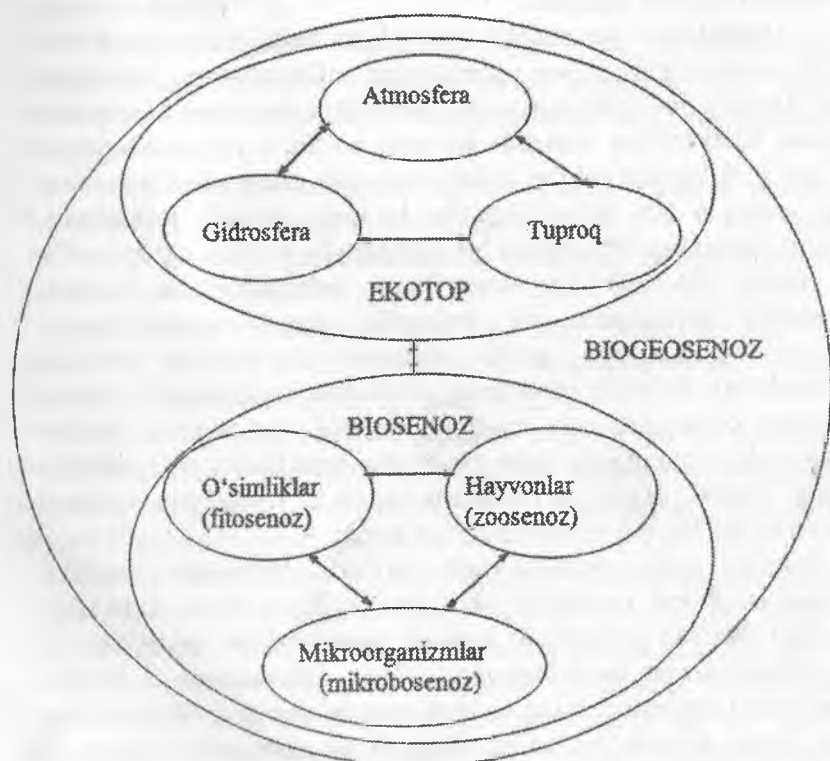 Atmosfera
Gidrosfera
Tuproq
EKOTOP
BIOGEOSENOZ
BIOSENOZ
O‘simliklar
(fitosenoz)
Hayvonlar
(zoosenoz)
Mikroorganizmlar
(mikrobosenoz)